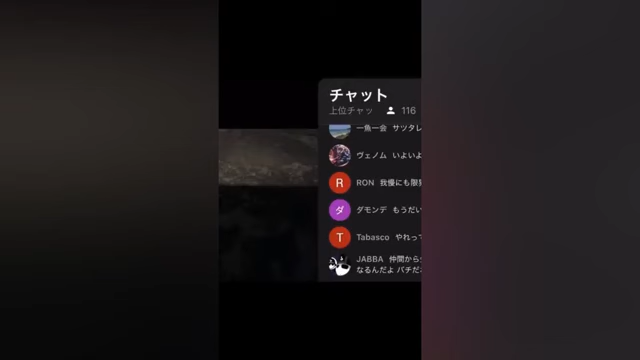 チャット
上位チャッ 116
一魚一会 サツタレ
ヴェノム いよいよ
R RON 我慢にも限界
ダ ダモンデ もうだい
T Tabasco やれって
JABBA 仲間から
なるんだよ バチだ